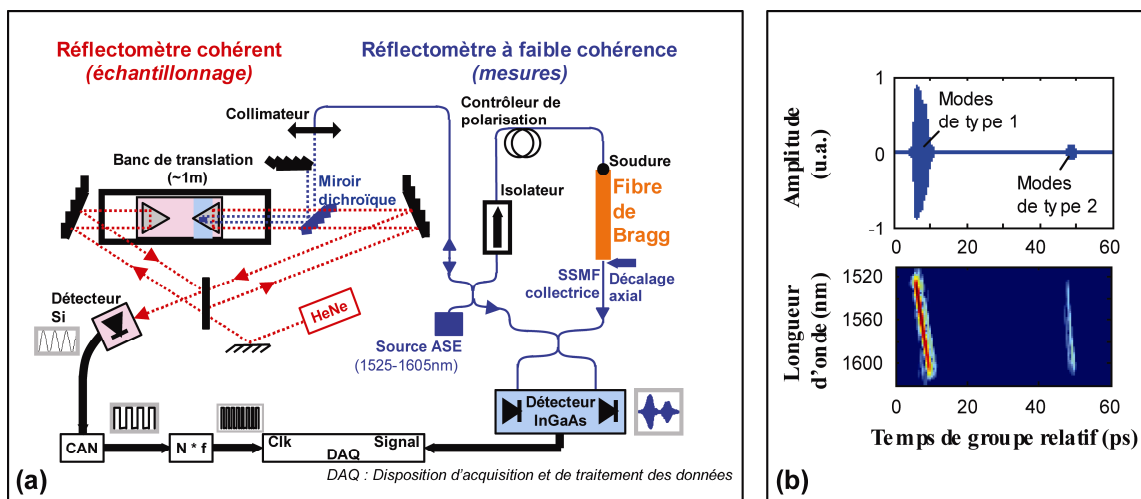 Réflectomètre cohérent
(échantillonnage)
Réflectomètre à faible cohérence
(mesures)
Collimateur
Contrôleur de
polarisation
Banc de translation
(~1m)
Miroir
dichroïque
Isolateur
Soudure
Fibre
de
Bragg
SSMF
collectrice
Décalage
axial
Détecteur
Si
HeNe
Source ASE
(1525-1605nm)
Détecteur
InGaAs
CAN
N * f
Clk
Signal
DAQ
DAQ : Disposition d'acquisition et de traitement des données
(a)
Amplitude
(u.a.)
1
0
-1
Modes
de type 1
Modes
de type 2
0
20
40
60
Longueur
d'onde (nm)
1520
1560
1600
0
20
40
60
Temps de groupe relatif (ps)
(b)